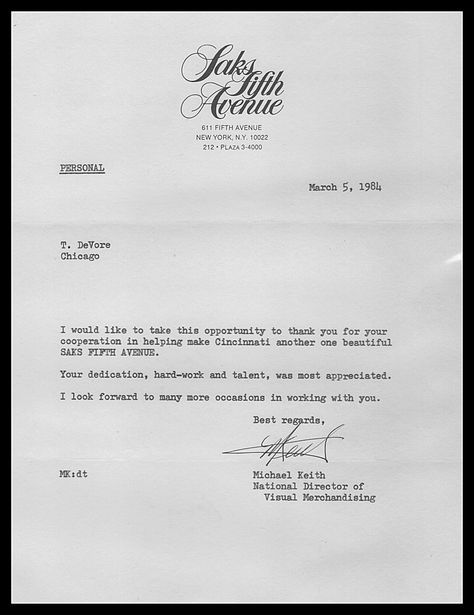 Saks
Fifth
Avenue
611 FIFTH AVENUE
NEW YORK, N.Y. 10022
212 • PLAZA 3-4000
PERSONAL
March 5, 1984
T. DeVore
Chicago
I would like to take this opportunity to thank you for your
cooperation in helping make Cincinnati another one beautiful
SAKS FIFTH AVENUE.
Your dedication, hard-work and talent, was most appreciated.
I look forward to many more occasions in working with you.
Best regards,
MK:dt
Michael Keith
National Director of
Visual Merchandising